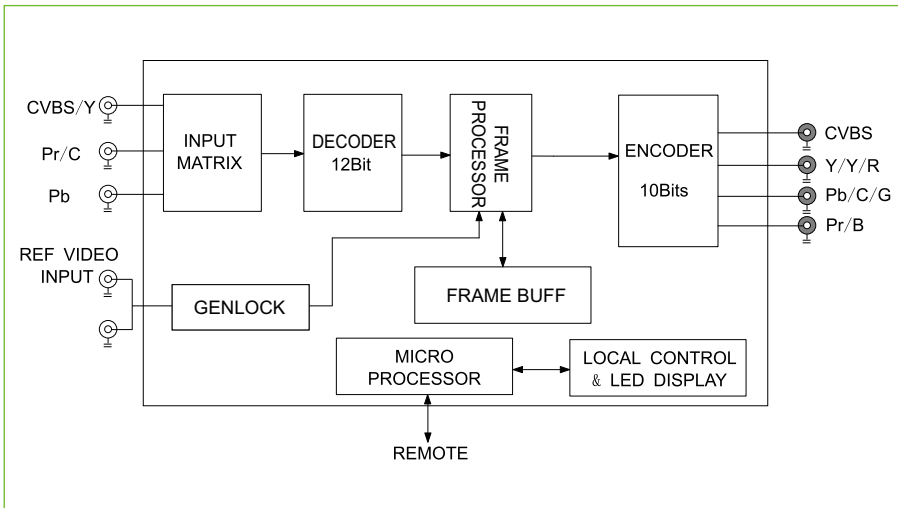 CVBS/Y
Pr/C
Pb
REF VIDEO
INPUT
INPUT
MATRIX
DECODER
12Bit
FRAME
PROCESSOR
ENCODER
10Bits
CVBS
Y/Y/R
Pb/C/G
Pr/B
GENLOCK
FRAME BUFF
MICRO
PROCESSOR
LOCAL CONTROL
& LED DISPLAY
REMOTE